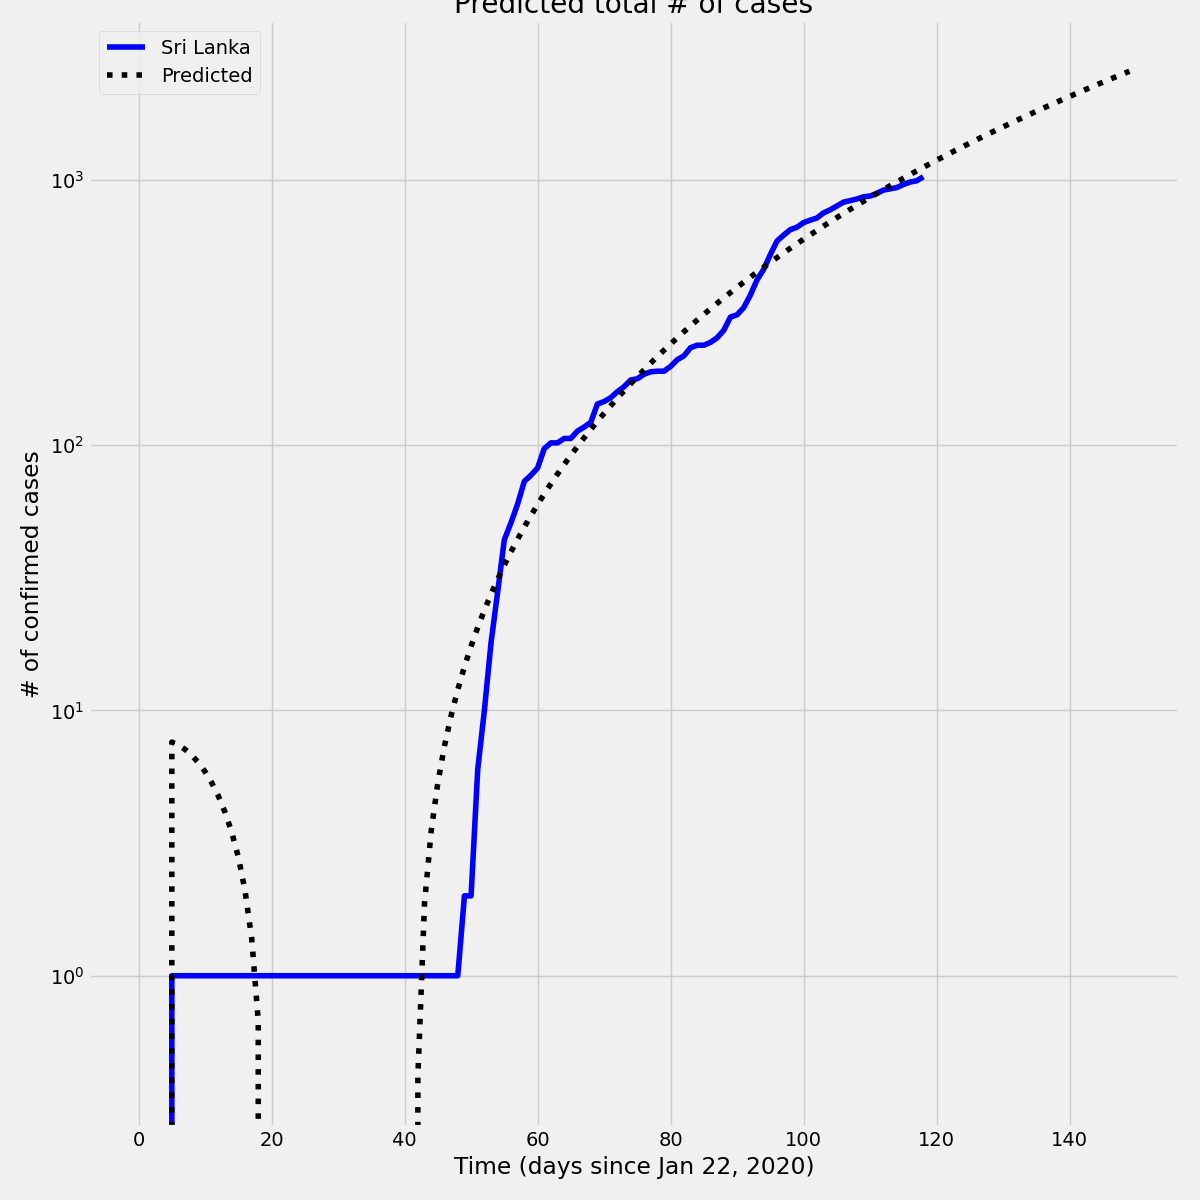 Predicted total # of cases
Sri Lanka
Predicted
# of confirmed cases
10³
10²
10¹
10⁰
0 20 40 60 80 100 120 140
Time (days since Jan 22, 2020)